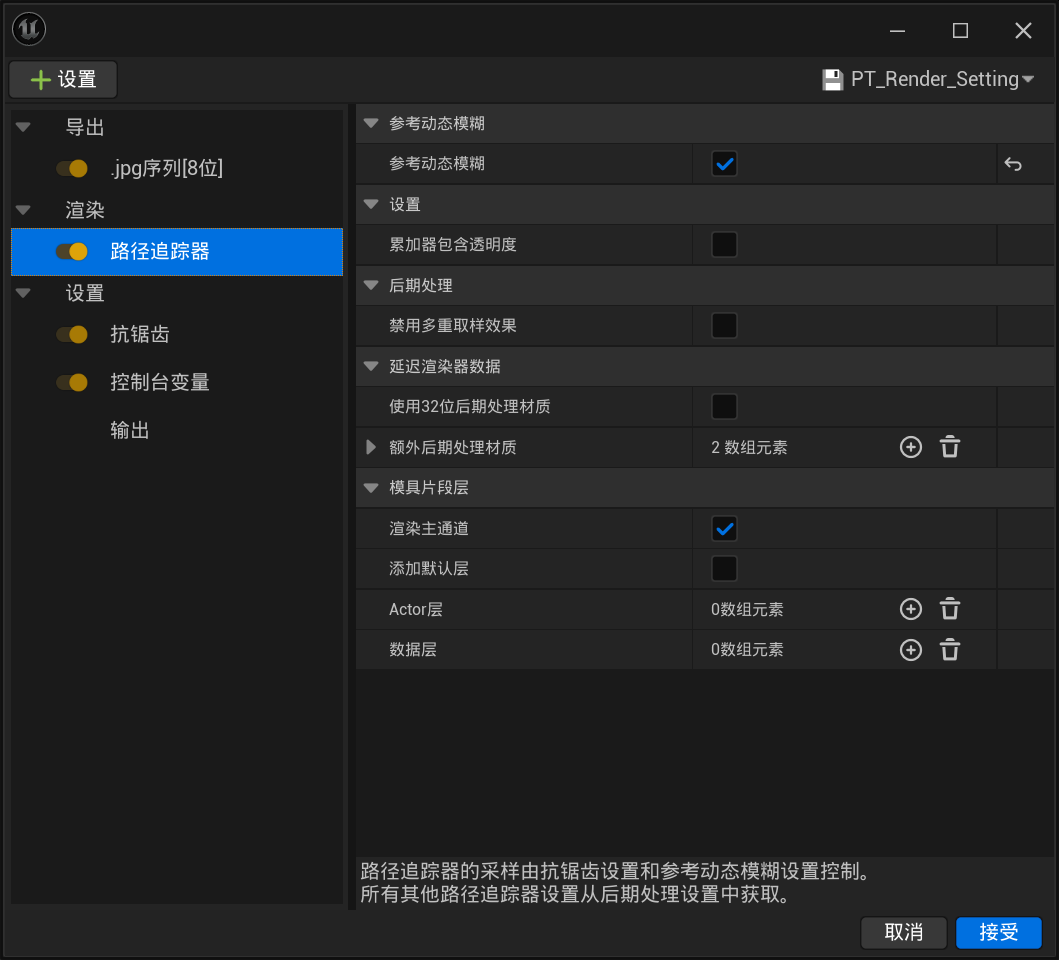 设置
PT_Render_Setting
导出
.jpg序列[8位]
渲染
路径追踪器
设置
抗锯齿
控制台变量
输出
参考动态模糊
参考动态模糊
设置
累加器包含透明度
后期处理
禁用多重取样效果
延迟渲染器数据
使用32位后期处理材质
额外后期处理材质 2 数组元素
模具片段层
渲染主通道
添加默认层
Actor层 0数组元素
数据层 0数组元素
路径追踪器的采样由抗锯齿设置和参考动态模糊设置控制。
所有其他路径追踪器设置从后期处理设置中获取。
取消 接受